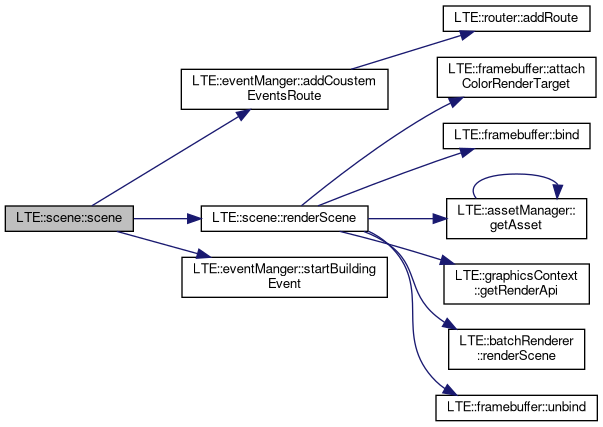 LTE::router::addRoute
LTE::eventManger::addCoustem
EventsRoute
LTE::framebuffer::attach
ColorRenderTarget
LTE::framebuffer::bind
LTE::scene::scene
LTE::scene::renderScene
LTE::assetManager::
getAsset
LTE::eventManger::startBuilding
Event
LTE::graphicsContext
::getRenderApi
LTE::batchRenderer
::renderScene
LTE::framebuffer::unbind